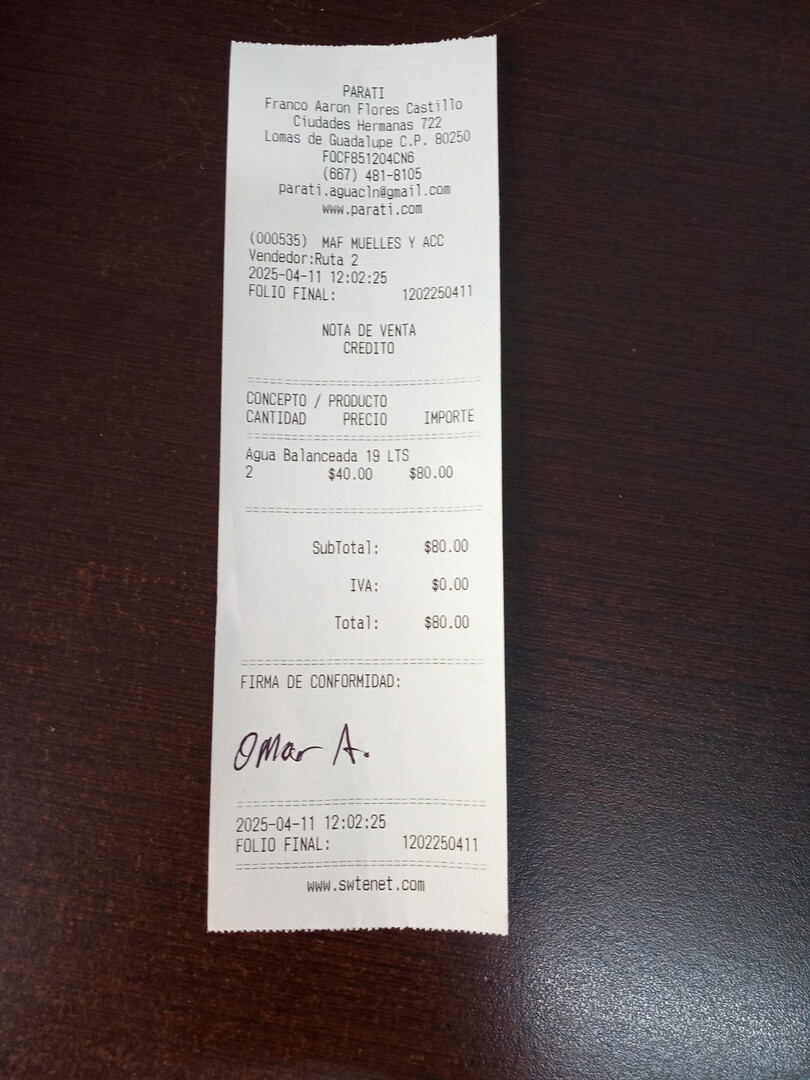 PARATI
Franco Aaron Flores Castillo
Ciudades Hermanas 722
Lomas de Guadalupe C.P. 80250
FOCF851204CN6
(667) 481-8105
parati.aguacln@gmail.com
www.parati.com
(000535) MAF MUELLES Y ACC
Vendedor:Ruta 2
2025-04-11 12:02:25
FOLIO FINAL: 1202250411
NOTA DE VENTA
CREDITO
CONCEPTO / PRODUCTO
CANTIDAD PRECIO IMPORTE
Agua Balanceada 19 LTS
2 $40.00 $80.00
SubTotal: $80.00
IVA: $0.00
Total: $80.00
FIRMA DE CONFORMIDAD:
Omar A.
2025-04-11 12:02:25
FOLIO FINAL: 1202250411
www.swtenet.com